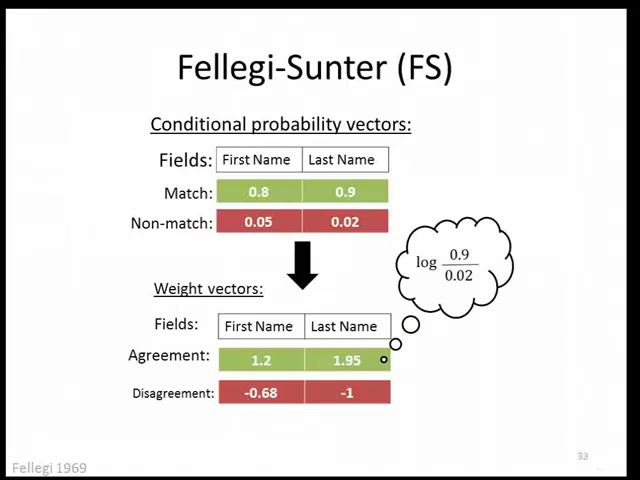 Fellegi-Sunter (FS)
Conditional probability vectors:
Fields: First Name Last Name
Match: 0.8 0.9
Non-match: 0.05 0.02
log 0.9
0.02
Weight vectors:
Fields: First Name Last Name
Agreement: 1.2 1.95
Disagreement: -0.68 -1
33
Fellegi 1969